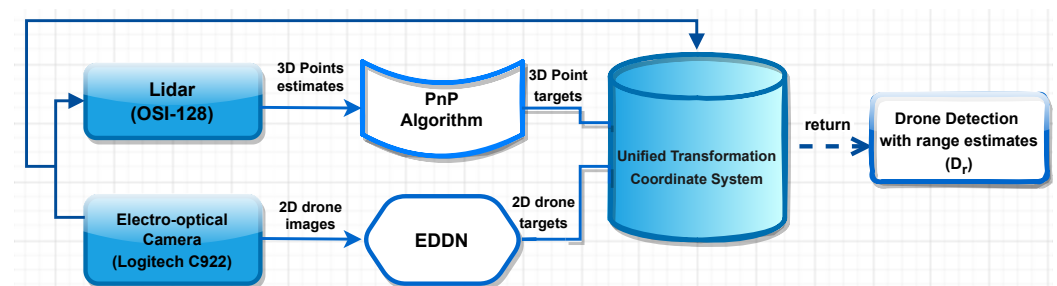 Lidar
(OSI-128)
3D Points
estimates
PnP
Algorithm
3D Point
targets
Unified Transformation
Coordinate System
return
Drone Detection
with range estimates
(Dr)
Electro-optical
Camera
(Logitech C922)
2D drone
images
EDDN
2D drone
targets